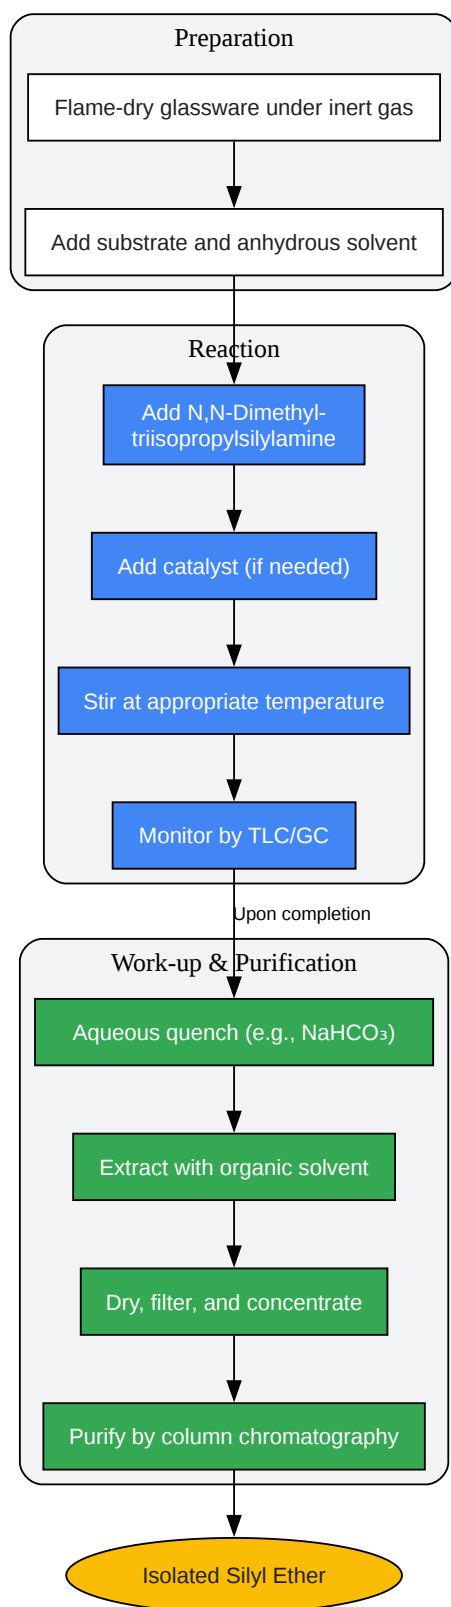 Preparation
Flame-dry glassware under inert gas
Add substrate and anhydrous solvent
Reaction
Add N,N-Dimethyl-
triisopropylsilylamine
Add catalyst (if needed)
Stir at appropriate temperature
Monitor by TLC/GC
Upon completion
Work-up & Purification
Aqueous quench (e.g., NaHCO₃)
Extract with organic solvent
Dry, filter, and concentrate
Purify by column chromatography
Isolated Silyl Ether